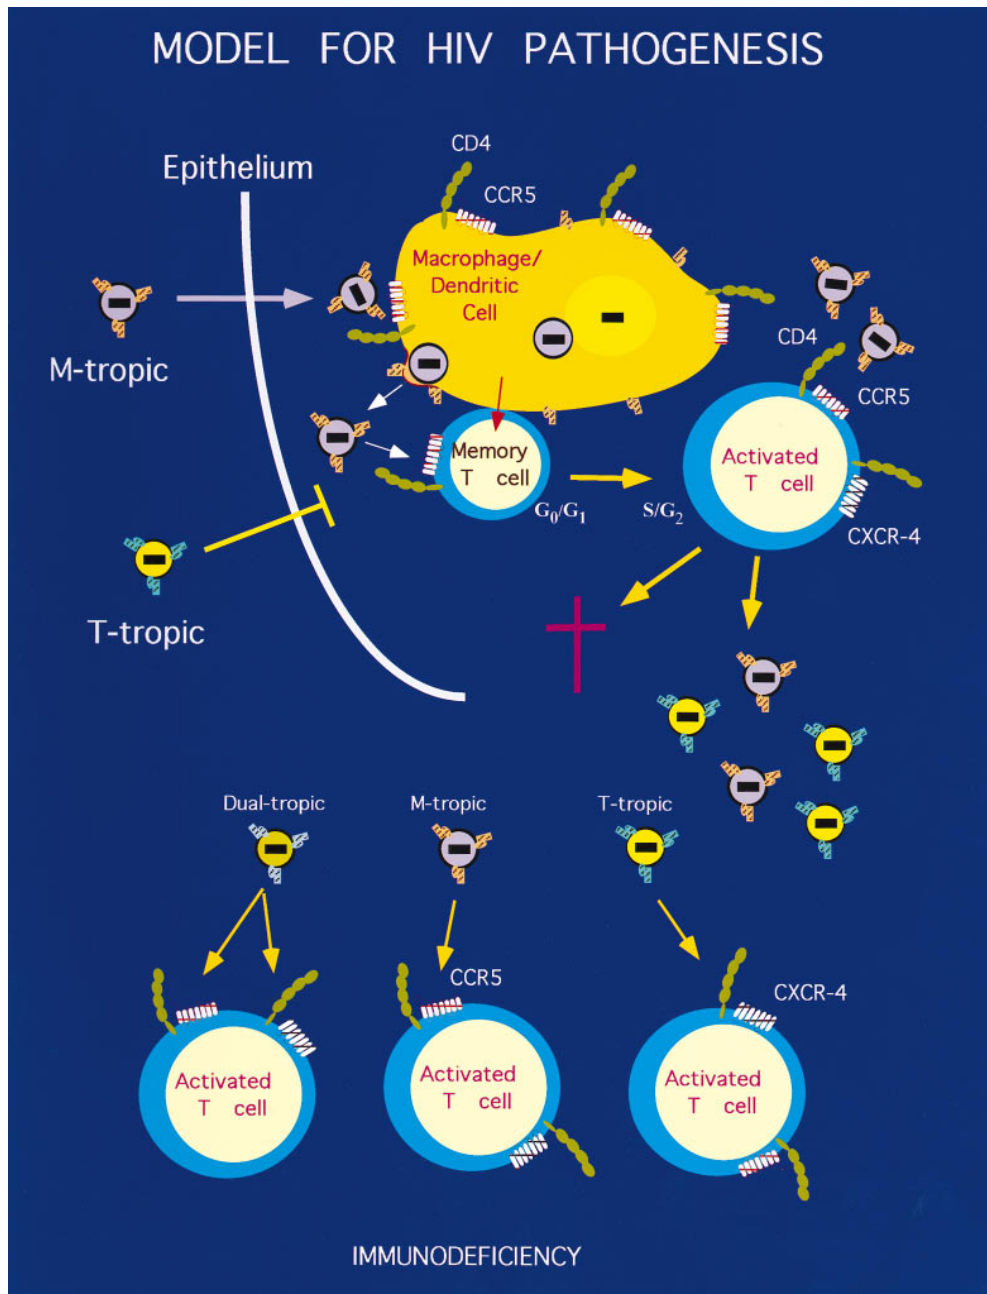 MODEL FOR HIV PATHOGENESIS
CD4
Epithelium
CCR5
Macrophage/
Dendritic
Cell
M-tropic
CD4
CCR5
Memory
T cell
Activated
T cell
G0/G1
S/G2
CXCR-4
T-tropic
Dual-tropic
M-tropic
T-tropic
CCR5
CXCR-4
Activated
T cell
Activated
T cell
Activated
T cell
IMMUNODEFICIENCY